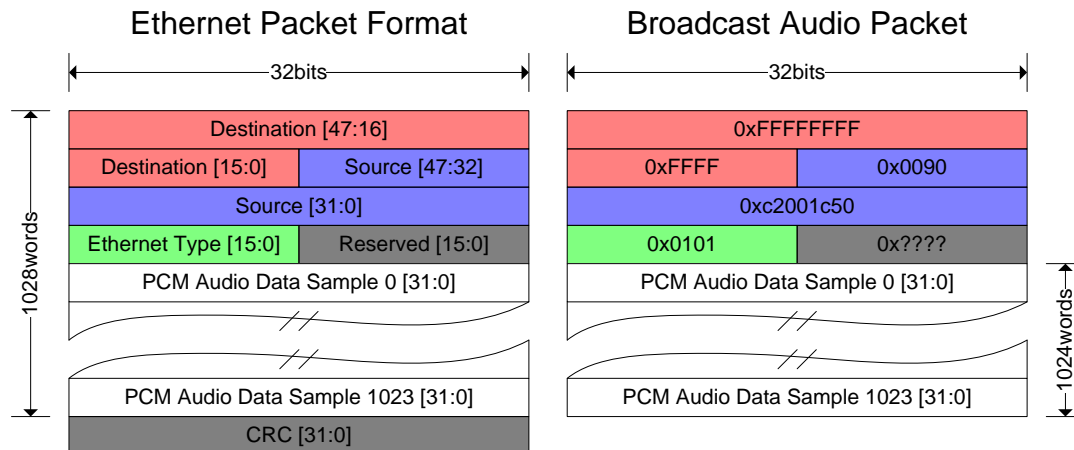 Ethernet Packet Format
32bits
1028words
Destination [47:16]
Destination [15:0] Source [47:32]
Source [31:0]
Ethernet Type [15:0] Reserved [15:0]
PCM Audio Data Sample 0 [31:0]
PCM Audio Data Sample 1023 [31:0]
CRC [31:0]
Broadcast Audio Packet
32bits
0xFFFFFFFF
0xFFFF 0x0090
0xc2001c50
0x0101 0x????
PCM Audio Data Sample 0 [31:0]
PCM Audio Data Sample 1023 [31:0]
1024words